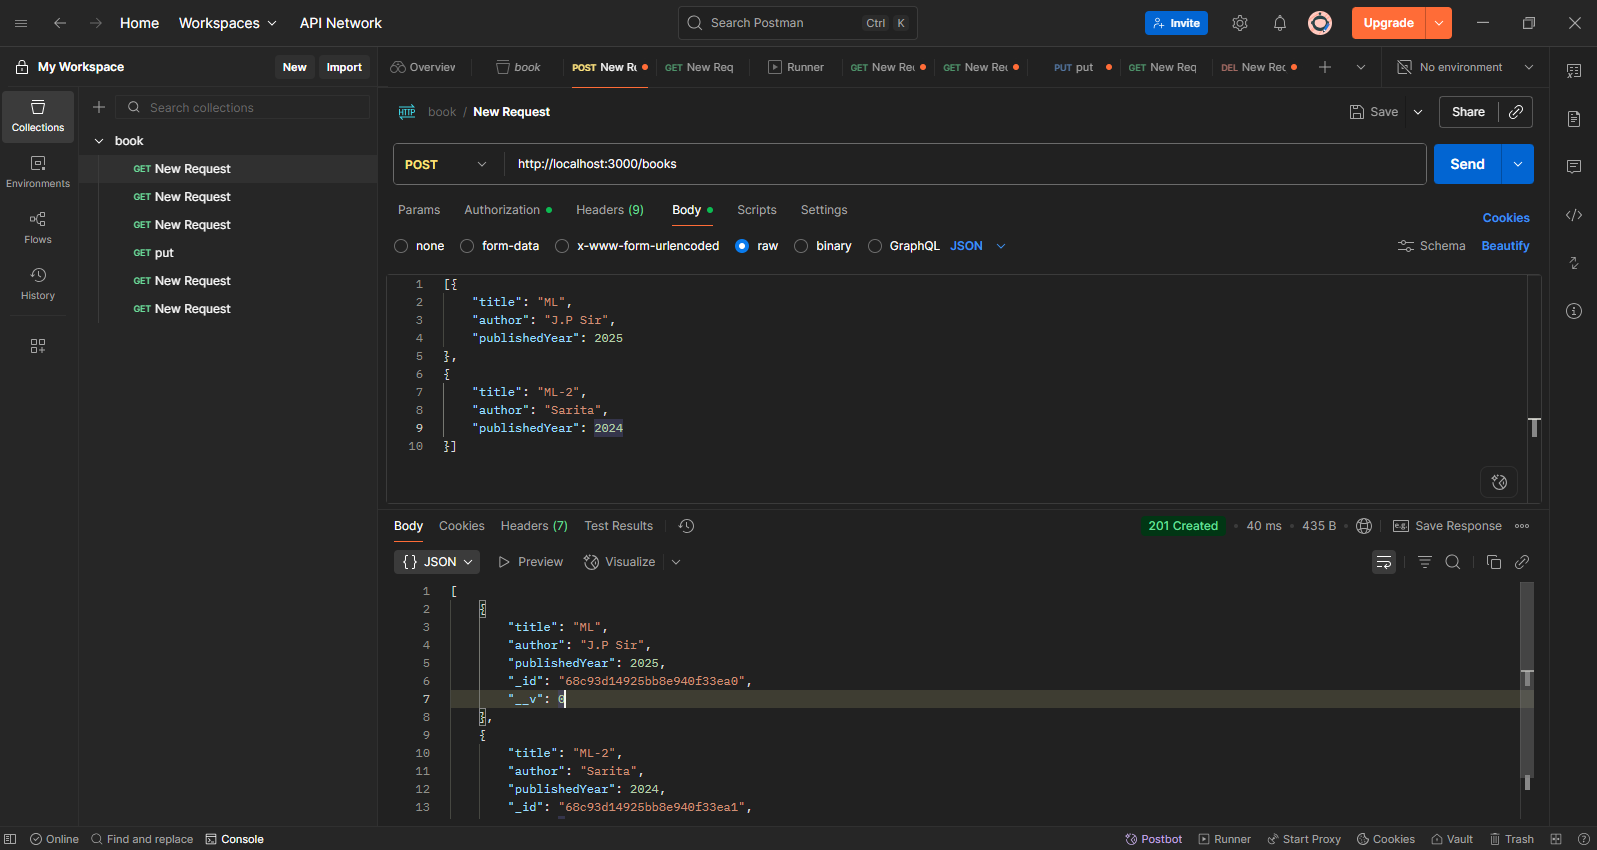 Home Workspaces API Network Search Postman Ctrl K Invite Upgrade
My Workspace New Import Overview book POST New Re GET New Req Runner GET New Rec GET New Rec PUT put GET New Req DEL New Rec No environment
Search collections
Collections
Environments
Flows
History
book
GET New Request
GET New Request
GET New Request
GET put
GET New Request
GET New Request
HTTP book / New Request Save Share
POST http://localhost:3000/books Send
Params Authorization Headers (9) Body Scripts Settings Cookies
none form-data x-www-form-urlencoded raw binary GraphQL JSON Schema Beautify
1 [{
2 "title": "ML",
3 "author": "J.P Sir",
4 "publishedYear": 2025
5 },
6 {
7 "title": "ML-2",
8 "author": "Sarita",
9 "publishedYear": 2024
10 }]
Body Cookies Headers (7) Test Results 201 Created 40 ms 435 B e.g. Save Response
{} JSON Preview Visualize
1 [
2 {
3 "title": "ML",
4 "author": "J.P Sir",
5 "publishedYear": 2025,
6 "_id": "68c93d14925bb8e940f33ea0",
7 "__v": 0
8 },
9 {
10 "title": "ML-2",
11 "author": "Sarita",
12 "publishedYear": 2024,
13 "_id": "68c93d14925bb8e940f33ea1",
Online Find and replace Console Postbot Runner Start Proxy Cookies Vault Trash